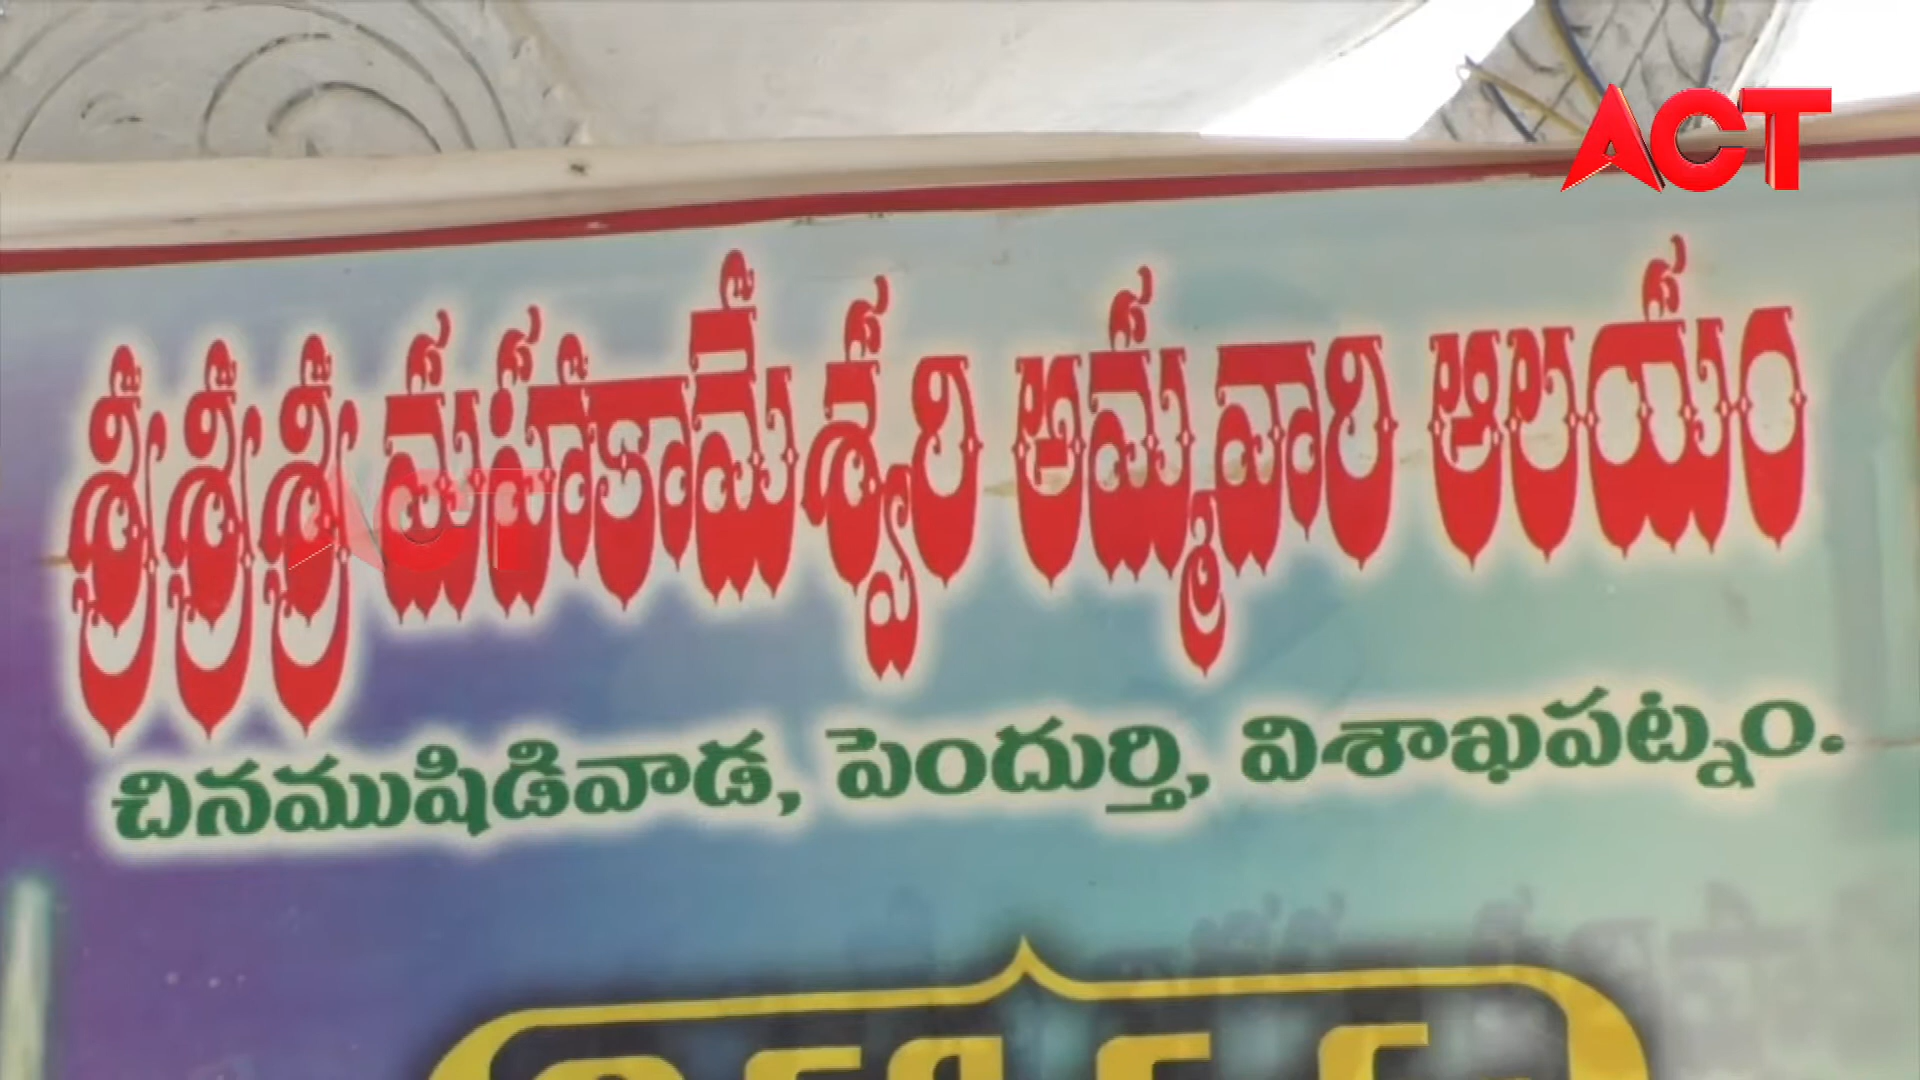 ACT
శ్రీశ్రీశ్రీ మహాకామేశ్వరి అమ్మవారి ఆలయం
చినముషిడివాడ, పెందుర్తి, విశాఖపట్నం.